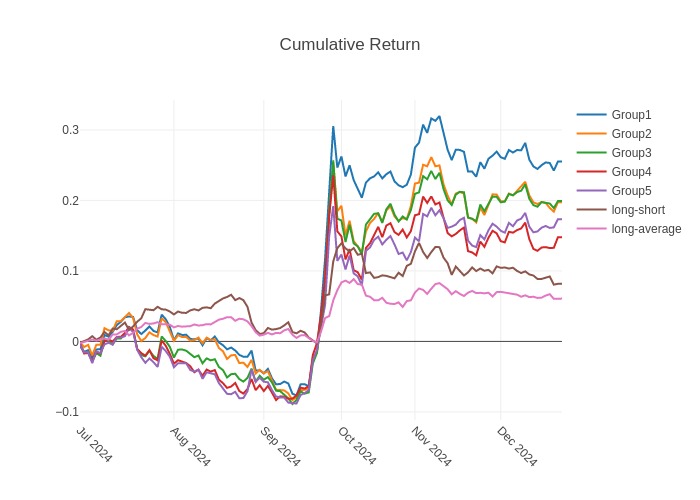 Cumulative Return
0.3
0.2
0.1
0
−0.1
Jul 2024
Aug 2024
Sep 2024
Oct 2024
Nov 2024
Dec 2024
Group1
Group2
Group3
Group4
Group5
long-short
long-average